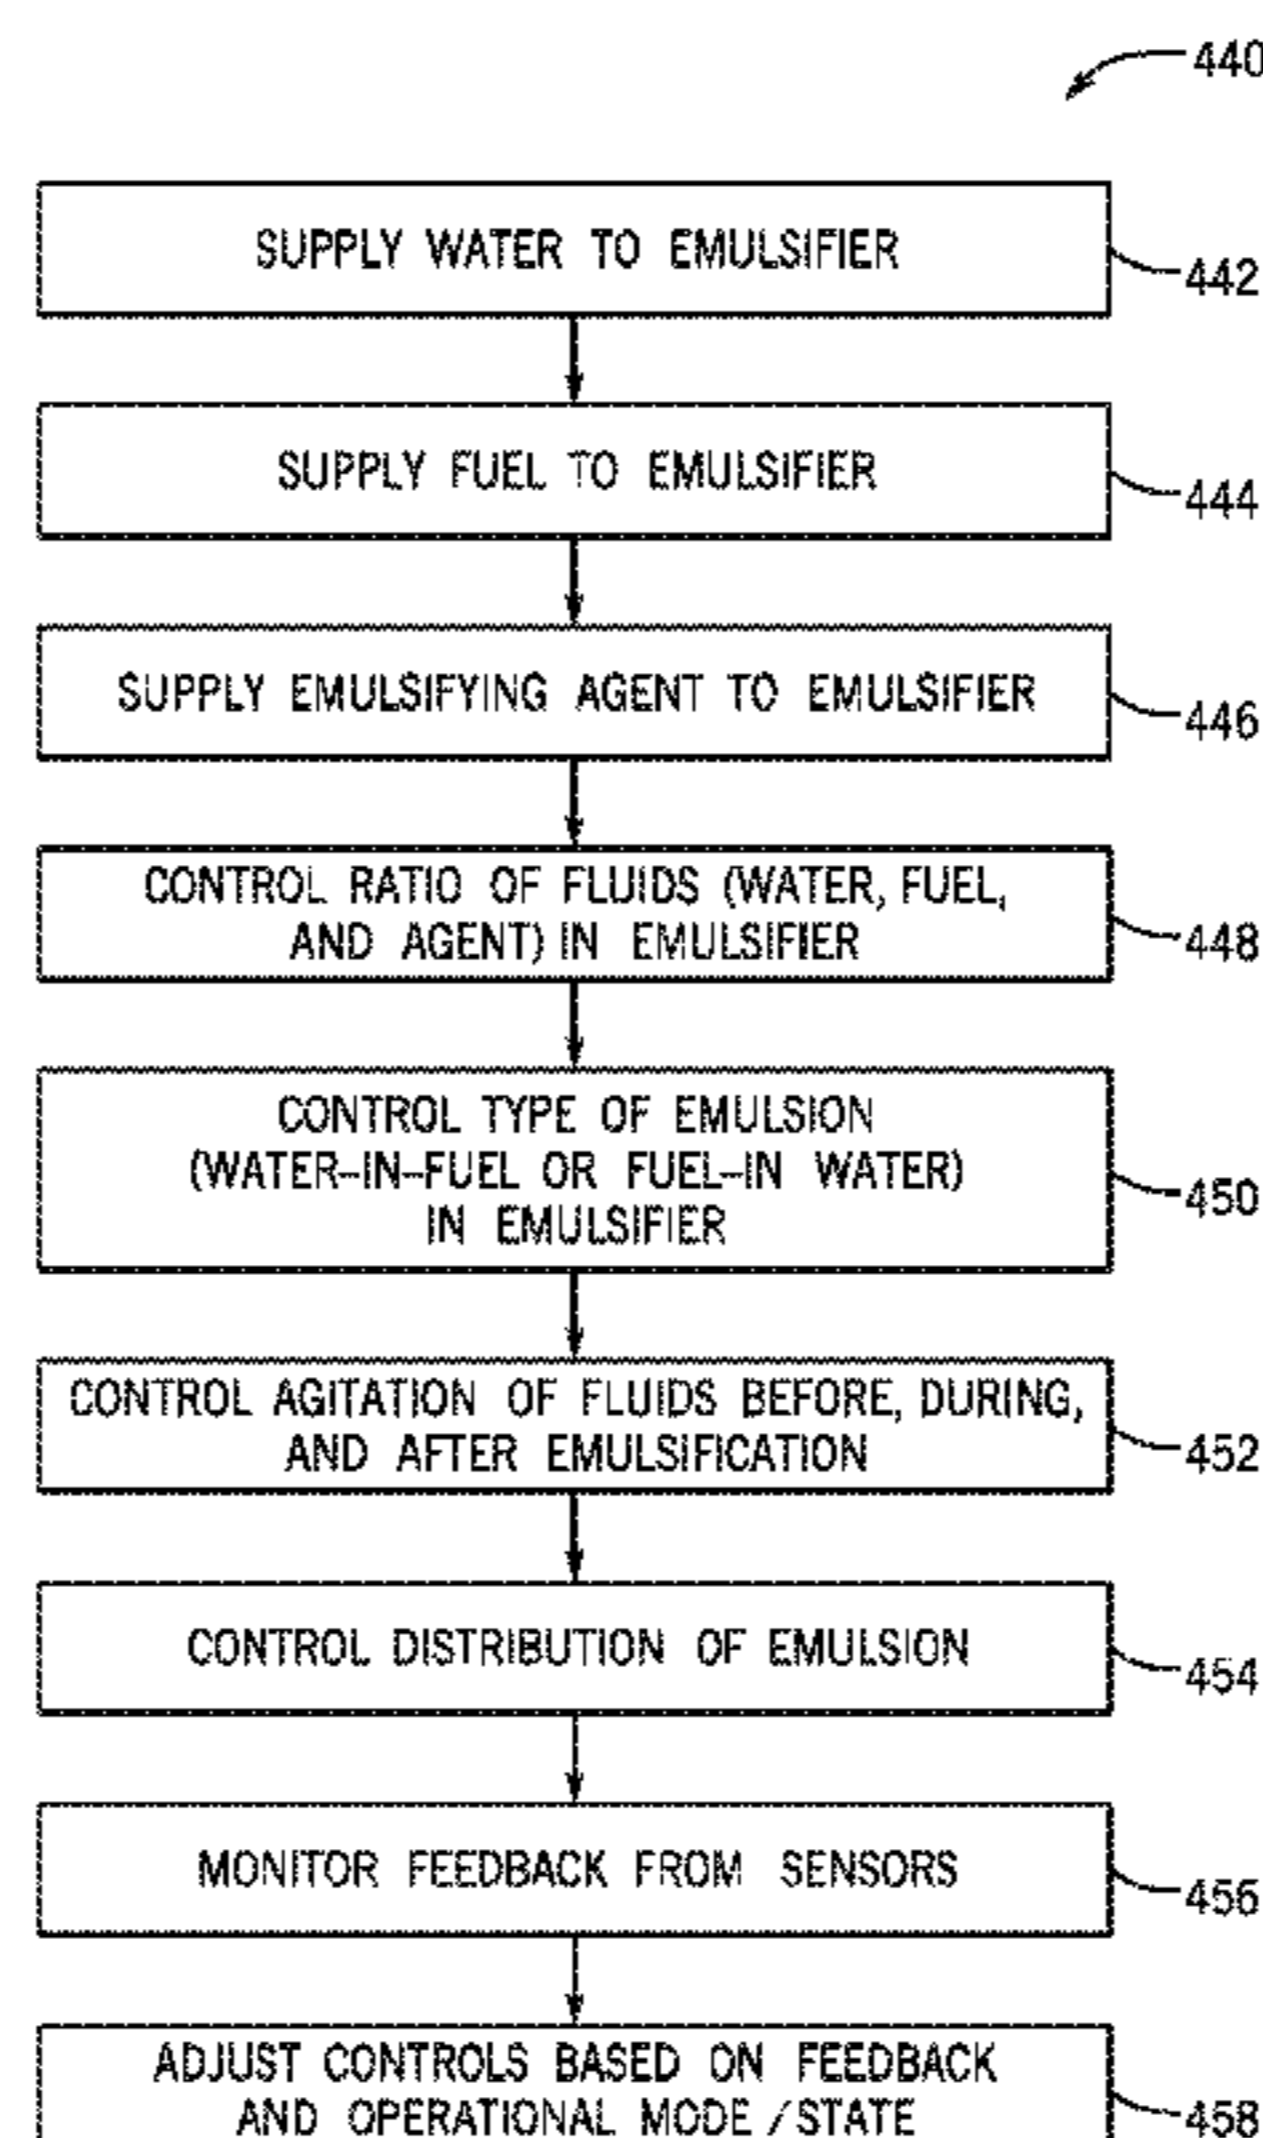 440
SUPPLY WATER TO EMULSIFIER
442
SUPPLY FUEL TO EMULSIFIER
444
SUPPLY EMULSIFYING AGENT TO EMULSIFIER
446
CONTROL RATIO OF FLUIDS (WATER, FUEL,
AND AGENT) IN EMULSIFIER
448
CONTROL TYPE OF EMULSION
(WATER-IN-FUEL OR FUEL-IN WATER)
IN EMULSIFIER
450
CONTROL AGITATION OF FLUIDS BEFORE, DURING,
AND AFTER EMULSIFICATION
452
CONTROL DISTRIBUTION OF EMULSION
454
MONITOR FEEDBACK FROM SENSORS
456
ADJUST CONTROLS BASED ON FEEDBACK
AND OPERATIONAL MODE / STATE
458